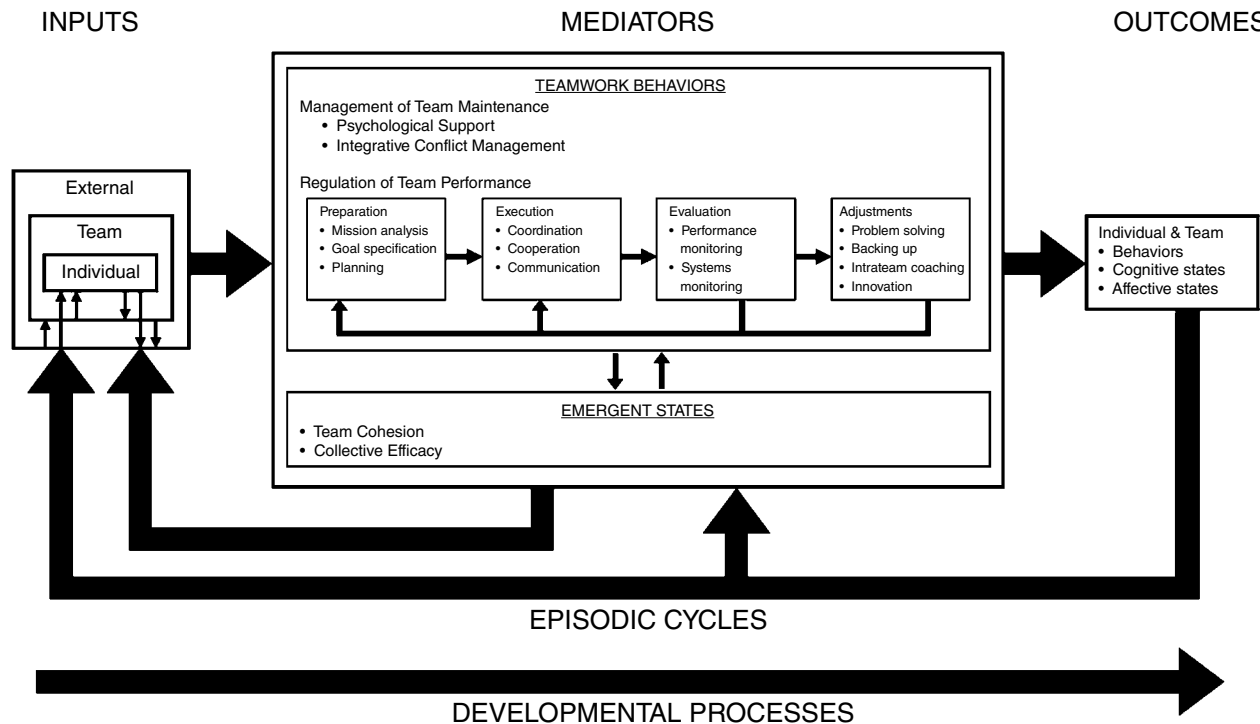 INPUTS
MEDIATORS
OUTCOMES
External
Team
Individual
TEAMWORK BEHAVIORS
Management of Team Maintenance
• Psychological Support
• Integrative Conflict Management
Regulation of Team Performance
Preparation
• Mission analysis
• Goal specification
• Planning
Execution
• Coordination
• Cooperation
• Communication
Evaluation
• Performance
monitoring
• Systems
monitoring
Adjustments
• Problem solving
• Backing up
• Intrateam coaching
• Innovation
EMERGENT STATES
• Team Cohesion
• Collective Efficacy
Individual & Team
• Behaviors
• Cognitive states
• Affective states
EPISODIC CYCLES
DEVELOPMENTAL PROCESSES